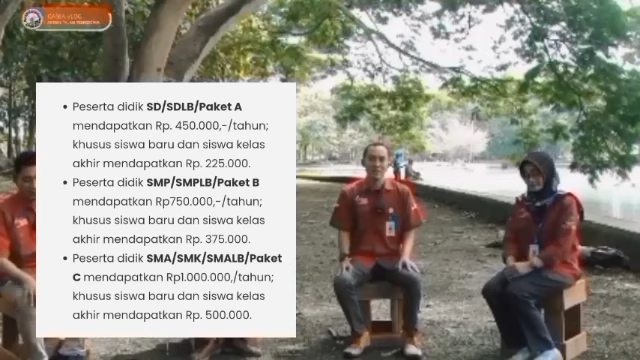 • Peserta didik SD/SDLB/Paket A
mendapatkan Rp. 450.000,-/tahun;
khusus siswa baru dan siswa kelas
akhir mendapatkan Rp. 225.000.
• Peserta didik SMP/SMPLB/Paket B
mendapatkan Rp750.000,-/tahun;
khusus siswa baru dan siswa kelas
akhir mendapatkan Rp. 375.000.
• Peserta didik SMA/SMK/SMALB/Paket
C mendapatkan Rp1.000.000,/tahun;
khusus siswa baru dan siswa kelas
akhir mendapatkan Rp. 500.000.